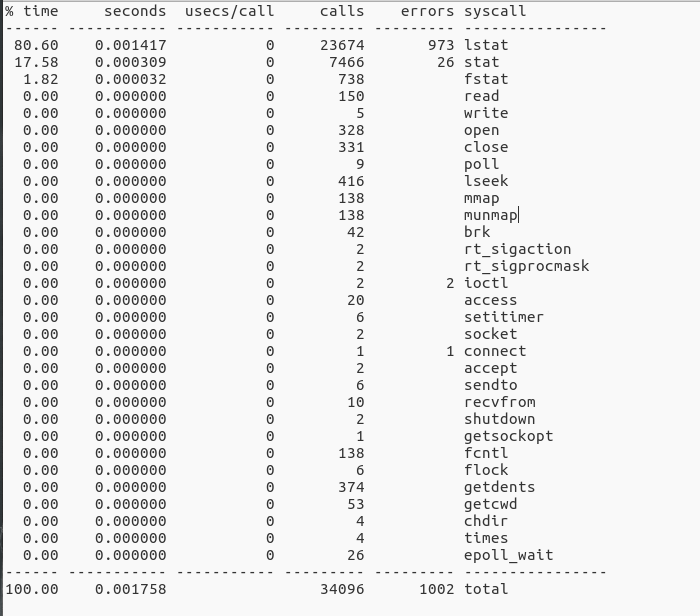 % time     seconds  usecs/call     calls    errors syscall
------ ----------- ----------- --------- --------- ----------------
 80.60    0.001417           0     23674       973 lstat
 17.58    0.000309           0      7466        26 stat
  1.82    0.000032           0       738           fstat
  0.00    0.000000           0       150           read
  0.00    0.000000           0         5           write
  0.00    0.000000           0       328           open
  0.00    0.000000           0       331           close
  0.00    0.000000           0         9           poll
  0.00    0.000000           0       416           lseek
  0.00    0.000000           0       138           mmap
  0.00    0.000000           0       138           munmap
  0.00    0.000000           0        42           brk
  0.00    0.000000           0         2           rt_sigaction
  0.00    0.000000           0         2           rt_sigprocmask
  0.00    0.000000           0         2         2 ioctl
  0.00    0.000000           0        20           access
  0.00    0.000000           0         6           setitimer
  0.00    0.000000           0         2           socket
  0.00    0.000000           0         1         1 connect
  0.00    0.000000           0         2           accept
  0.00    0.000000           0         6           sendto
  0.00    0.000000           0        10           recvfrom
  0.00    0.000000           0         2           shutdown
  0.00    0.000000           0         1           getsockopt
  0.00    0.000000           0       138           fcntl
  0.00    0.000000           0         6           flock
  0.00    0.000000           0       374           getdents
  0.00    0.000000           0        53           getcwd
  0.00    0.000000           0         4           chdir
  0.00    0.000000           0         4           times
  0.00    0.000000           0        26           epoll_wait
------ ----------- ----------- --------- --------- ----------------
100.00    0.001758                 34096      1002 total